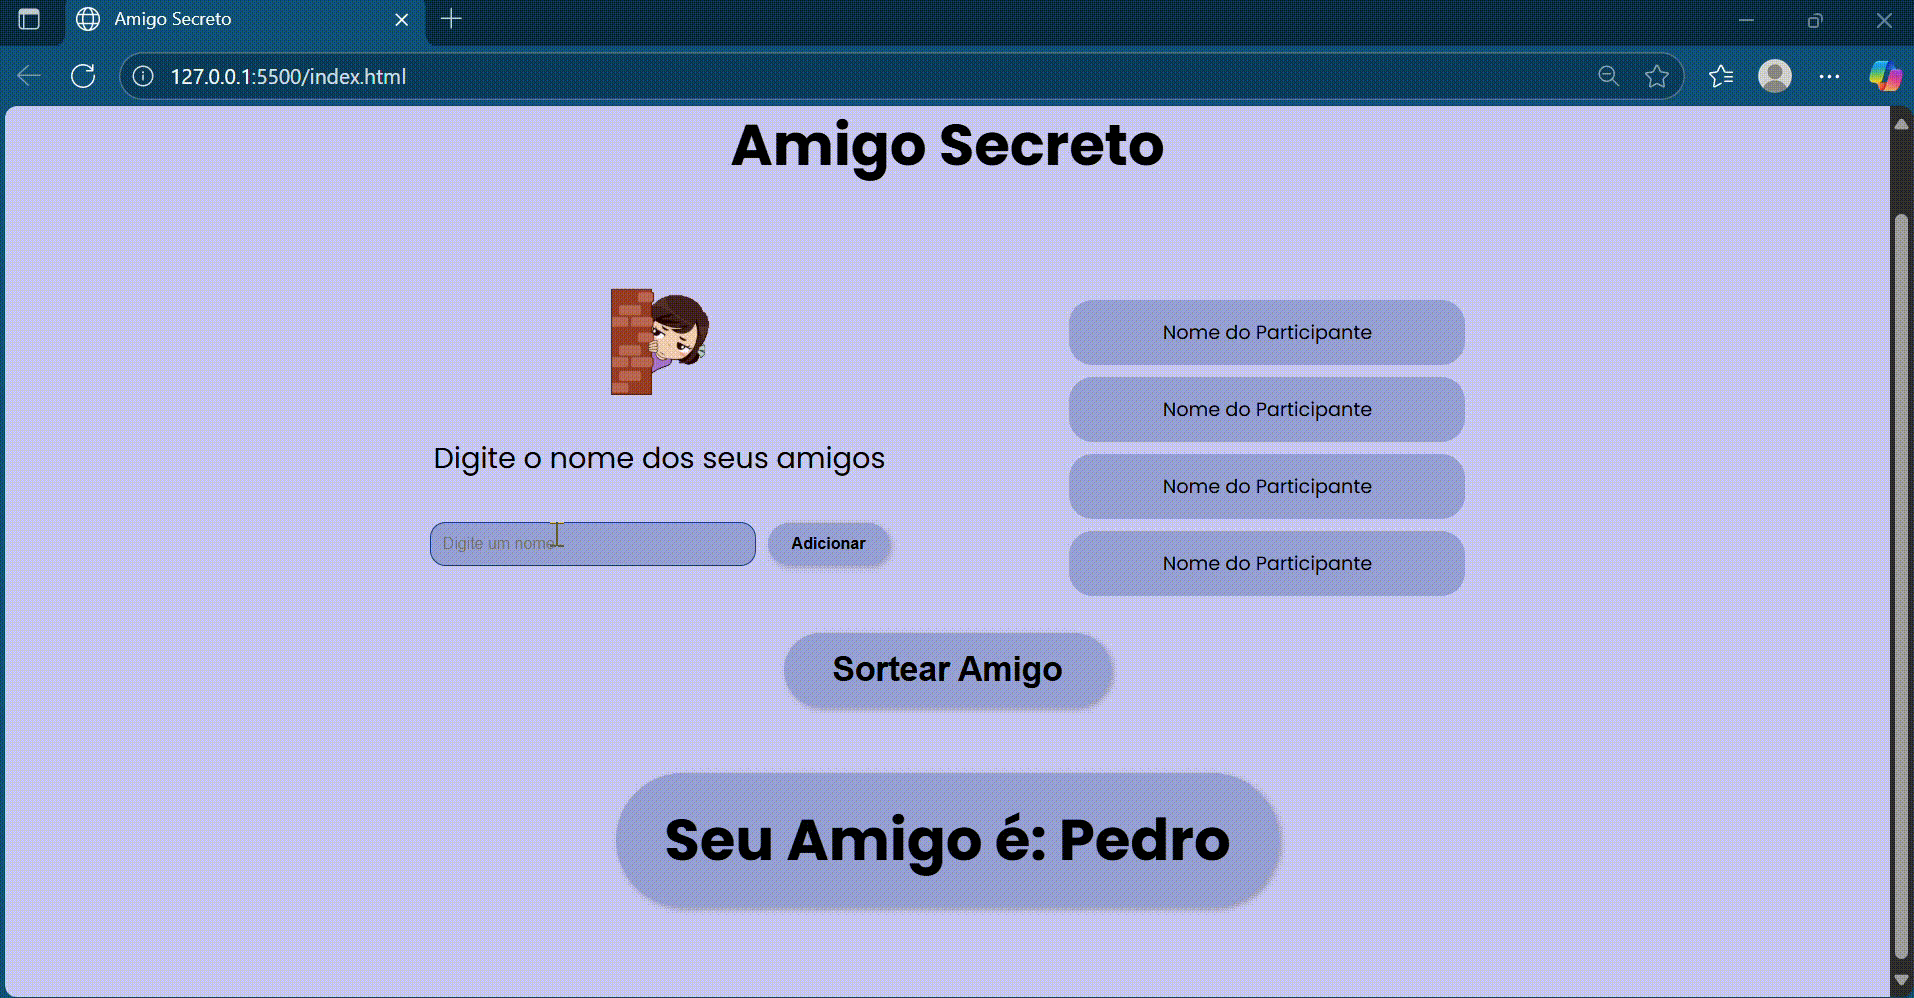 Amigo Secreto
127.0.0.1:5500/index.html
Amigo Secreto
Digite o nome dos seus amigos
Digite um nome
Adicionar
Nome do Participante
Nome do Participante
Nome do Participante
Nome do Participante
Sortear Amigo
Seu Amigo é: Pedro